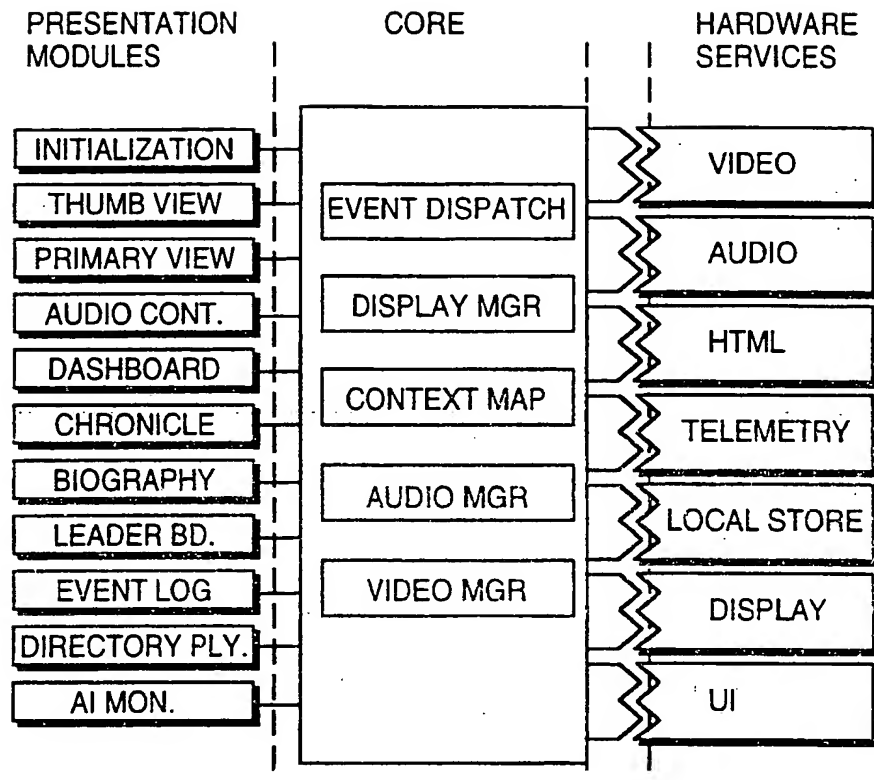 PRESENTATION
MODULES
CORE
HARDWARE
SERVICES
INITIALIZATION
THUMB VIEW
PRIMARY VIEW
AUDIO CONT.
DASHBOARD
CHRONICLE
BIOGRAPHY
LEADER BD.
EVENT LOG
DIRECTORY PLY.
AI MON.
EVENT DISPATCH
DISPLAY MGR
CONTEXT MAP
AUDIO MGR
VIDEO MGR
VIDEO
AUDIO
HTML
TELEMETRY
LOCAL STORE
DISPLAY
UI